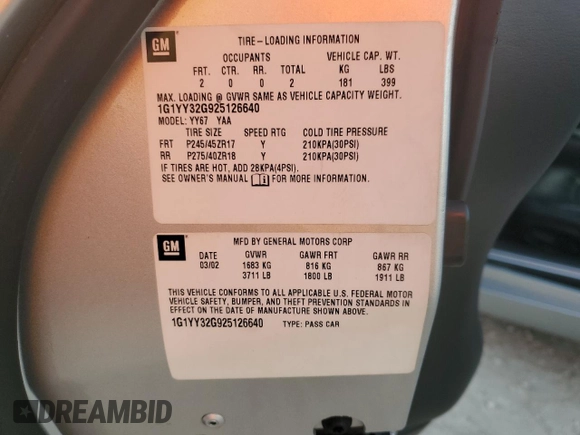 GM
TIRE-LOADING INFORMATION
OCCUPANTS VEHICLE CAP. WT.
FRT. CTR. RR. TOTAL KG LBS
2 0 0 2 181 399
MAX. LOADING @ GVWR SAME AS VEHICLE CAPACITY WEIGHT.
1G1YY32G925126640
MODEL: YY67 YAA
TIRE SIZE SPEED RTG COLD TIRE PRESSURE
FRT P245/45ZR17 Y 210KPA(30PSI)
RR P275/40ZR18 Y 210KPA(30PSI)
IF TIRES ARE HOT, ADD 28KPA(4PSI).
SEE OWNER'S MANUAL FOR ADDITIONAL INFORMATION.
GM
MFD BY GENERAL MOTORS CORP
DATE GVWR GAWR FRT GAWR RR
03/02 1683 KG 816 KG 867 KG
3711 LB 1800 LB 1911 LB
THIS VEHICLE CONFORMS TO ALL APPLICABLE U.S. FEDERAL MOTOR
VEHICLE SAFETY, BUMPER, AND THEFT PREVENTION STANDARDS IN
EFFECT ON THE DATE OF MANUFACTURE SHOWN ABOVE.
1G1YY32G925126640 TYPE: PASS CAR
DREAMBID